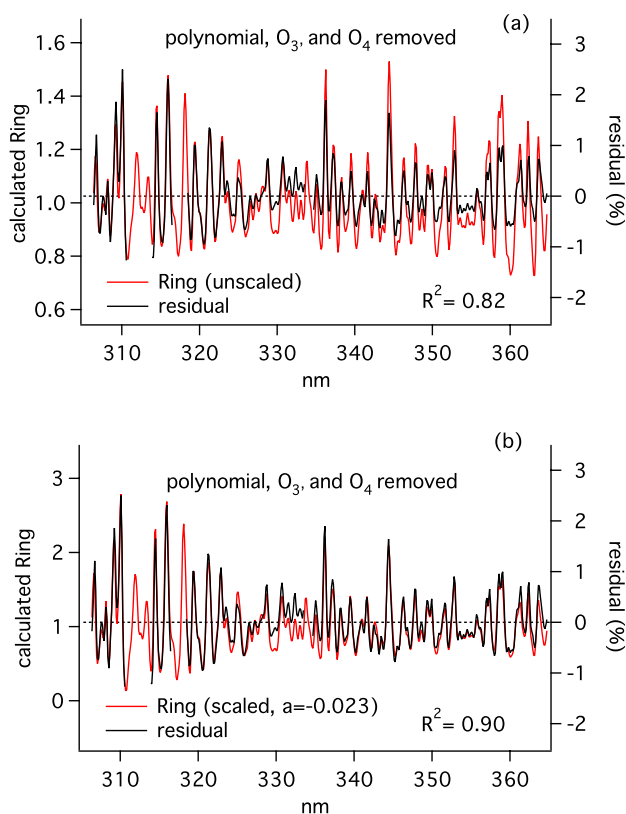 (a)
polynomial, O3, and O4 removed
calculated Ring
1.6
1.4
1.2
1.0
0.8
0.6
3
2
1
0
-1
-2
residual (%)
Ring (unscaled)
residual
R2= 0.82
310 320 330 340 350 360
nm
(b)
polynomial, O3, and O4 removed
calculated Ring
3
2
1
0
3
2
1
0
-1
-2
residual (%)
Ring (scaled, a=-0.023)
residual
R2= 0.90
310 320 330 340 350 360
nm